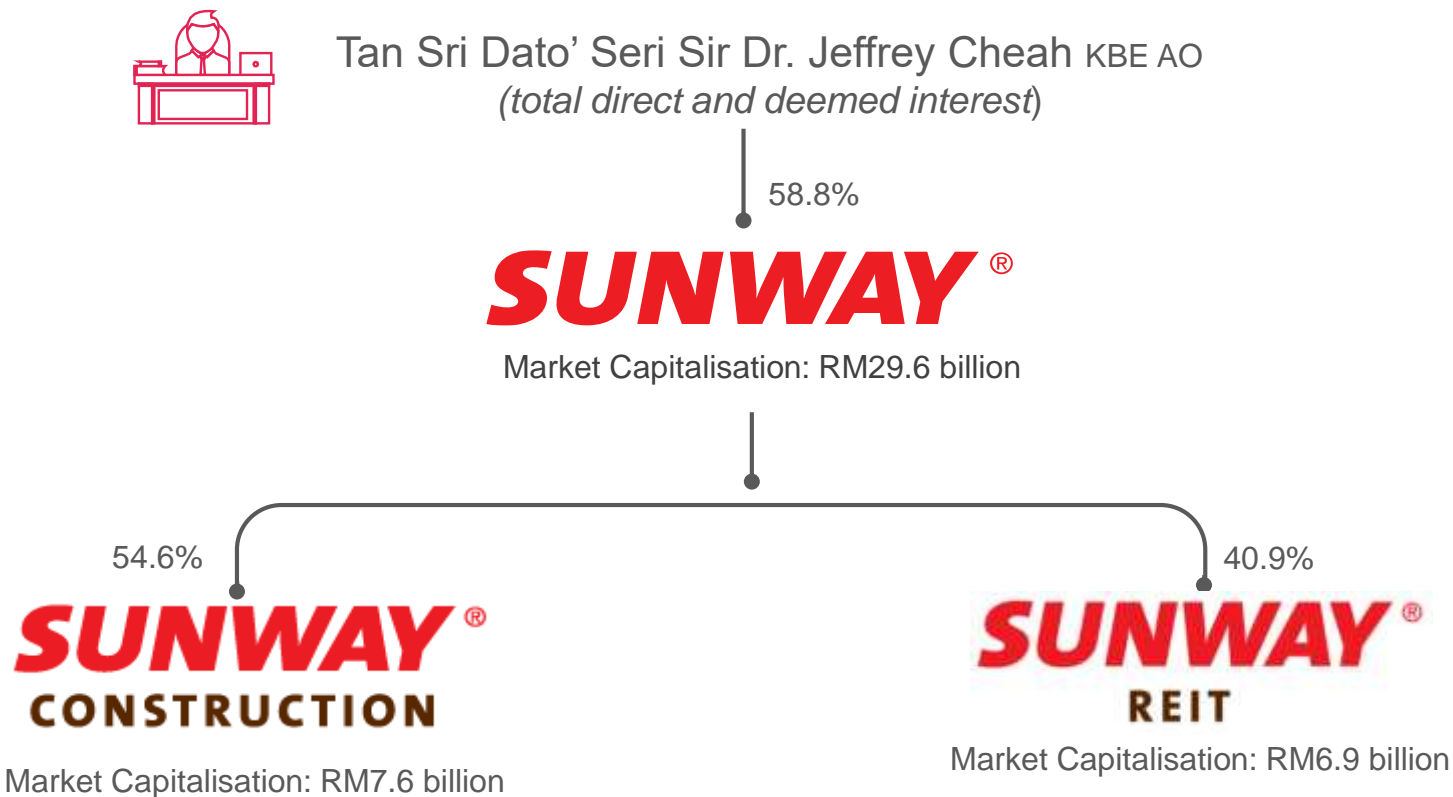 Tan Sri Dato’ Seri Sir Dr. Jeffrey Cheah KBE AO
(total direct and deemed interest)
58.8%
SUNWAY®
Market Capitalisation: RM29.6 billion
54.6%
SUNWAY®
CONSTRUCTION
Market Capitalisation: RM7.6 billion
40.9%
SUNWAY®
REIT
Market Capitalisation: RM6.9 billion